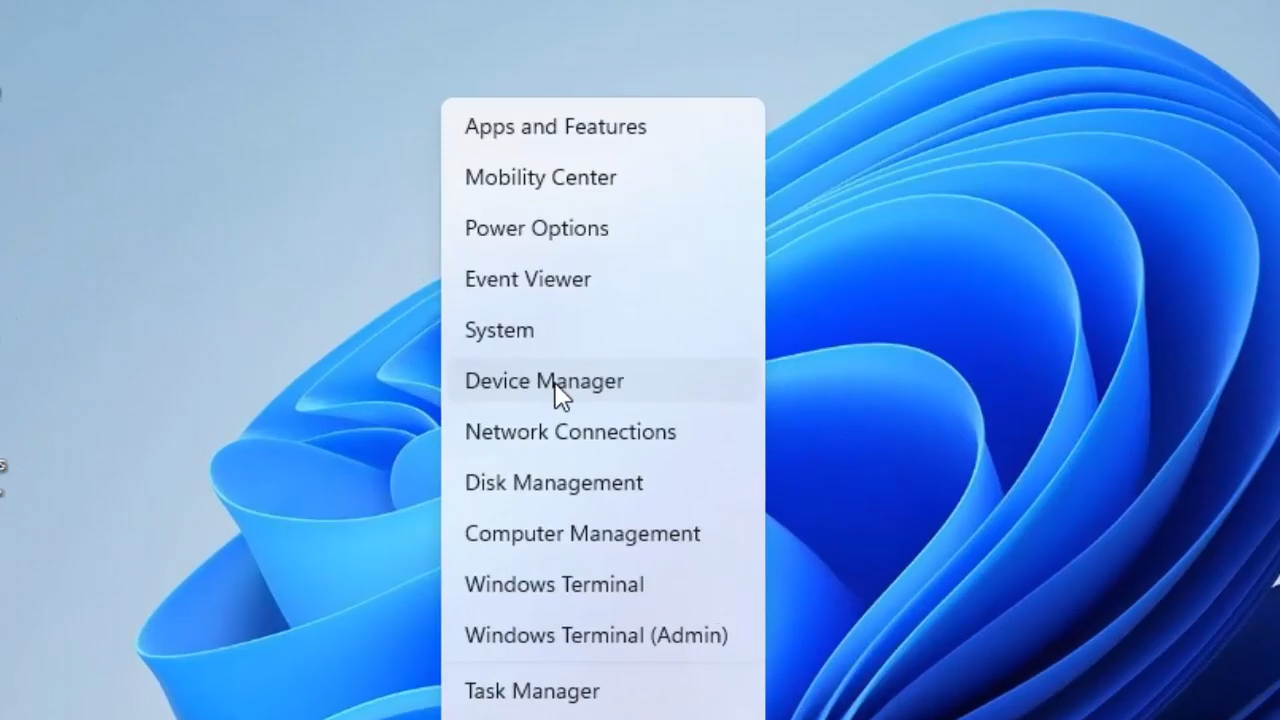 Apps and Features
Mobility Center
Power Options
Event Viewer
System
Device Manager
Network Connections
Disk Management
Computer Management
Windows Terminal
Windows Terminal (Admin)
Task Manager